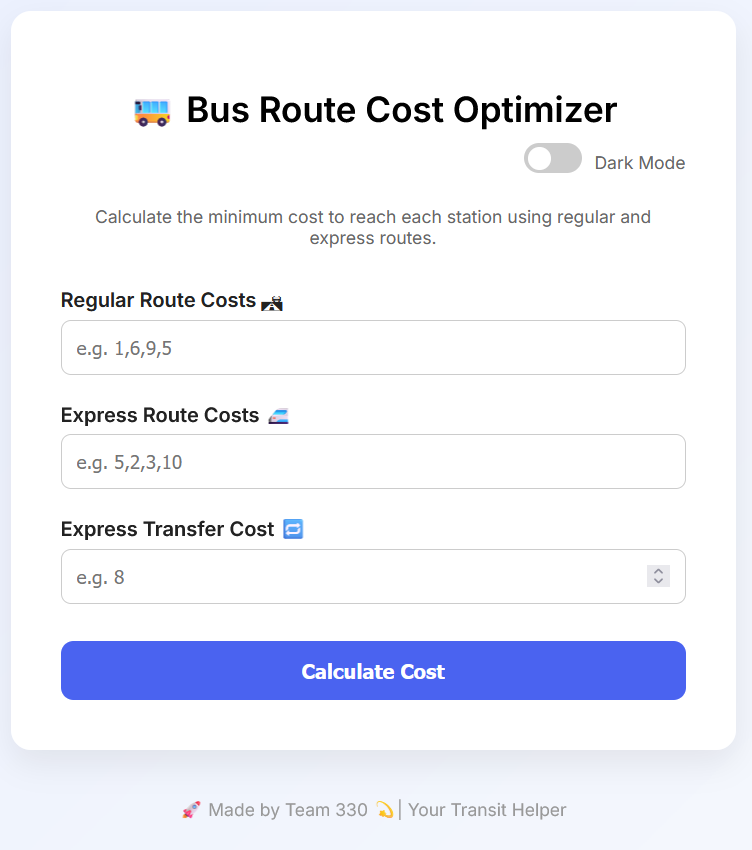 🚌 Bus Route Cost Optimizer
Dark Mode
Calculate the minimum cost to reach each station using regular and
express routes.
Regular Route Costs 🛣
e.g. 1,6,9,5
Express Route Costs 🚄
e.g. 5,2,3,10
Express Transfer Cost 🔁
e.g. 8
Calculate Cost
🚀 Made by Team 330 💫| Your Transit Helper